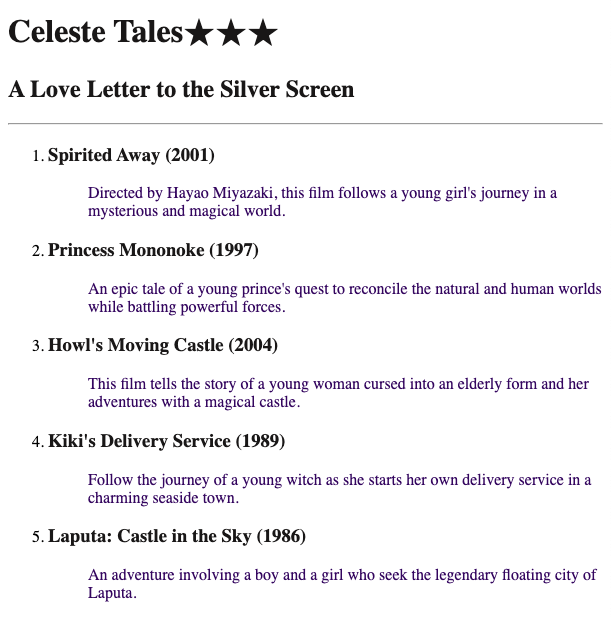 Celeste Tales★★★
A Love Letter to the Silver Screen
1. Spirited Away (2001)
Directed by Hayao Miyazaki, this film follows a young girl's journey in a
mysterious and magical world.
2. Princess Mononoke (1997)
An epic tale of a young prince's quest to reconcile the natural and human worlds
while battling powerful forces.
3. Howl's Moving Castle (2004)
This film tells the story of a young woman cursed into an elderly form and her
adventures with a magical castle.
4. Kiki's Delivery Service (1989)
Follow the journey of a young witch as she starts her own delivery service in a
charming seaside town.
5. Laputa: Castle in the Sky (1986)
An adventure involving a boy and a girl who seek the legendary floating city of
Laputa.